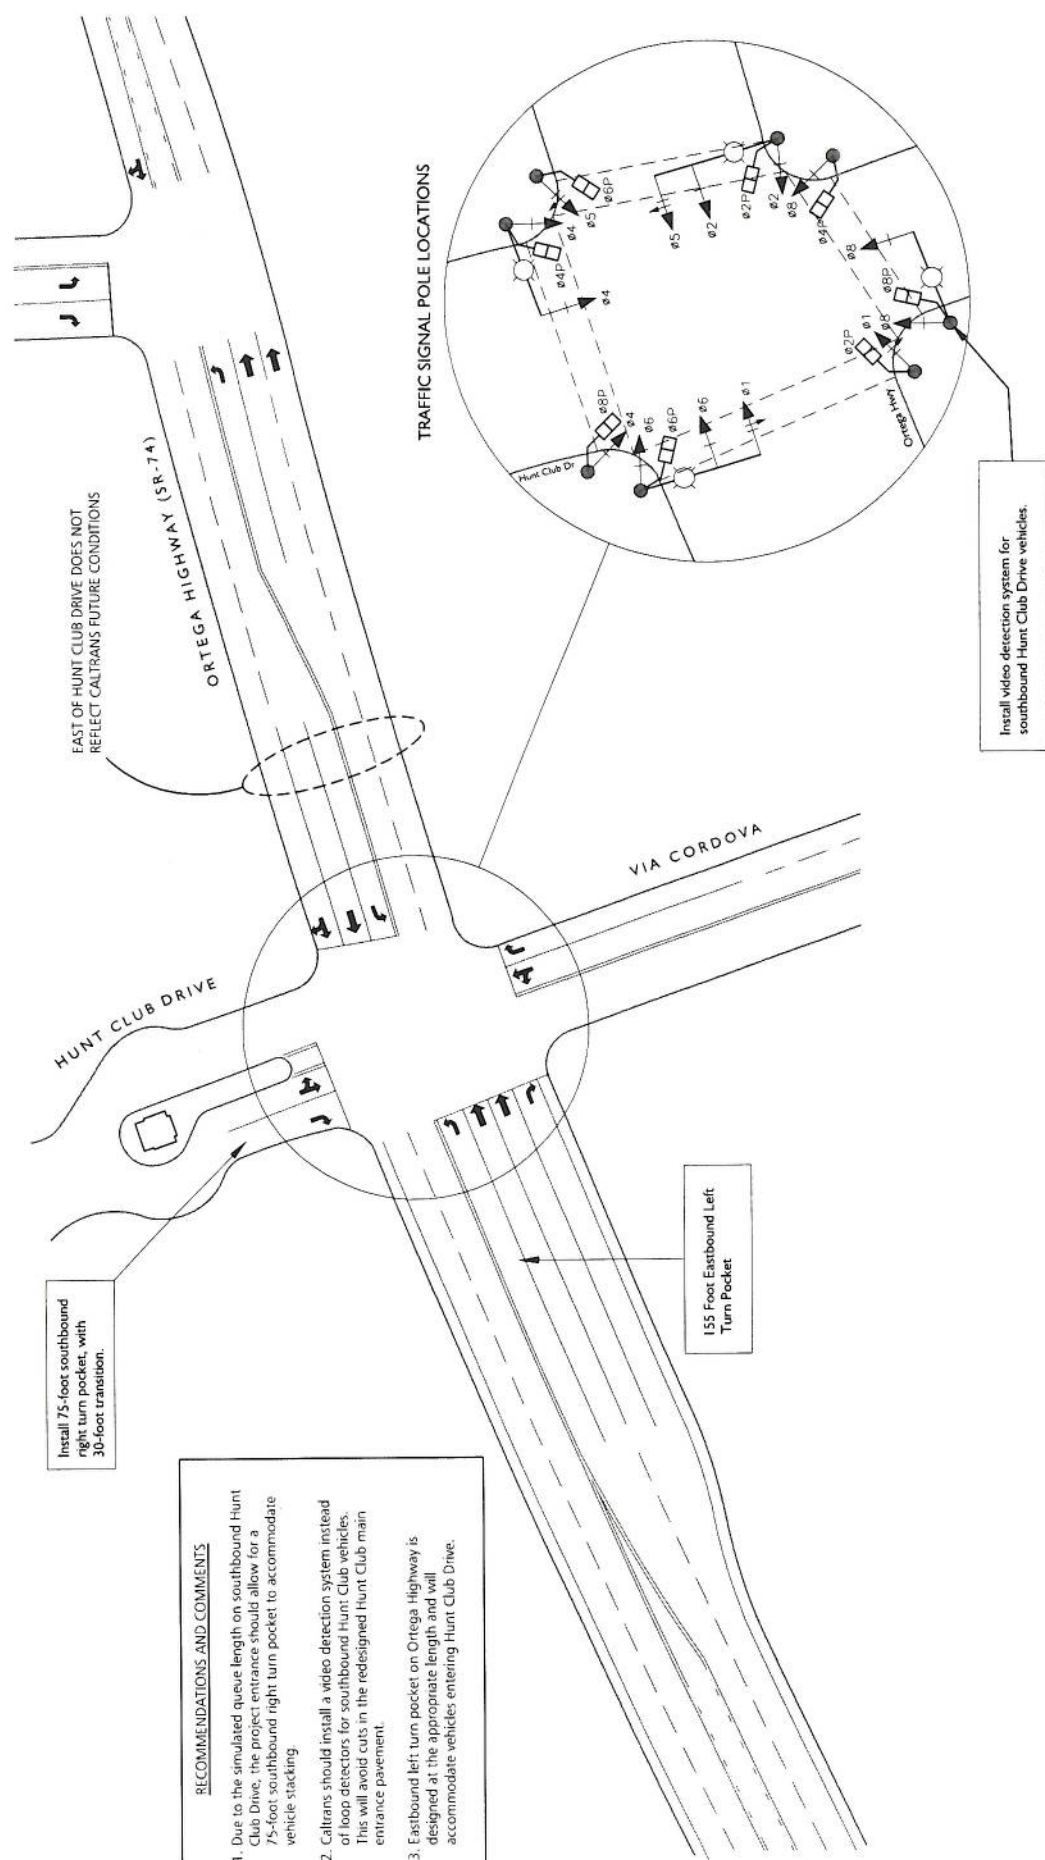 EAST OF HUNT CLUB DRIVE DOES NOT
REFLECT CALTRANS FUTURE CONDITIONS
ORTEGA HIGHWAY (SR-74)
HUNT CLUB DRIVE
VIA CORDOVA
Install 75-foot southbound
right turn pocket, with
30-foot transition.
155 Foot Eastbound Left
Turn Pocket
RECOMMENDATIONS AND COMMENTS
1. Due to the simulated queue length on southbound Hunt
Club Drive, the project entrance should allow for a
75-foot southbound right turn pocket to accommodate
vehicle stacking.
2. Caltrans should install a video detection system instead
of loop detectors for southbound Hunt Club vehicles.
This will avoid cuts in the redesigned Hunt Club main
entrance pavement.
3. Eastbound left turn pocket on Ortega Highway is
designed at the appropriate length and will
accommodate vehicles entering Hunt Club Drive.
TRAFFIC SIGNAL POLE LOCATIONS
Hunt Club Dr
ø8P
ø4
ø6
ø6P
ø6
ø1
ø4P
ø4
ø4
ø5
ø6P
ø5
ø2
ø2P
ø2
ø8
ø4P
ø8
ø8P
ø1
ø8
ø2P
Ortega Hwy
Install video detection system for
southbound Hunt Club Drive vehicles.